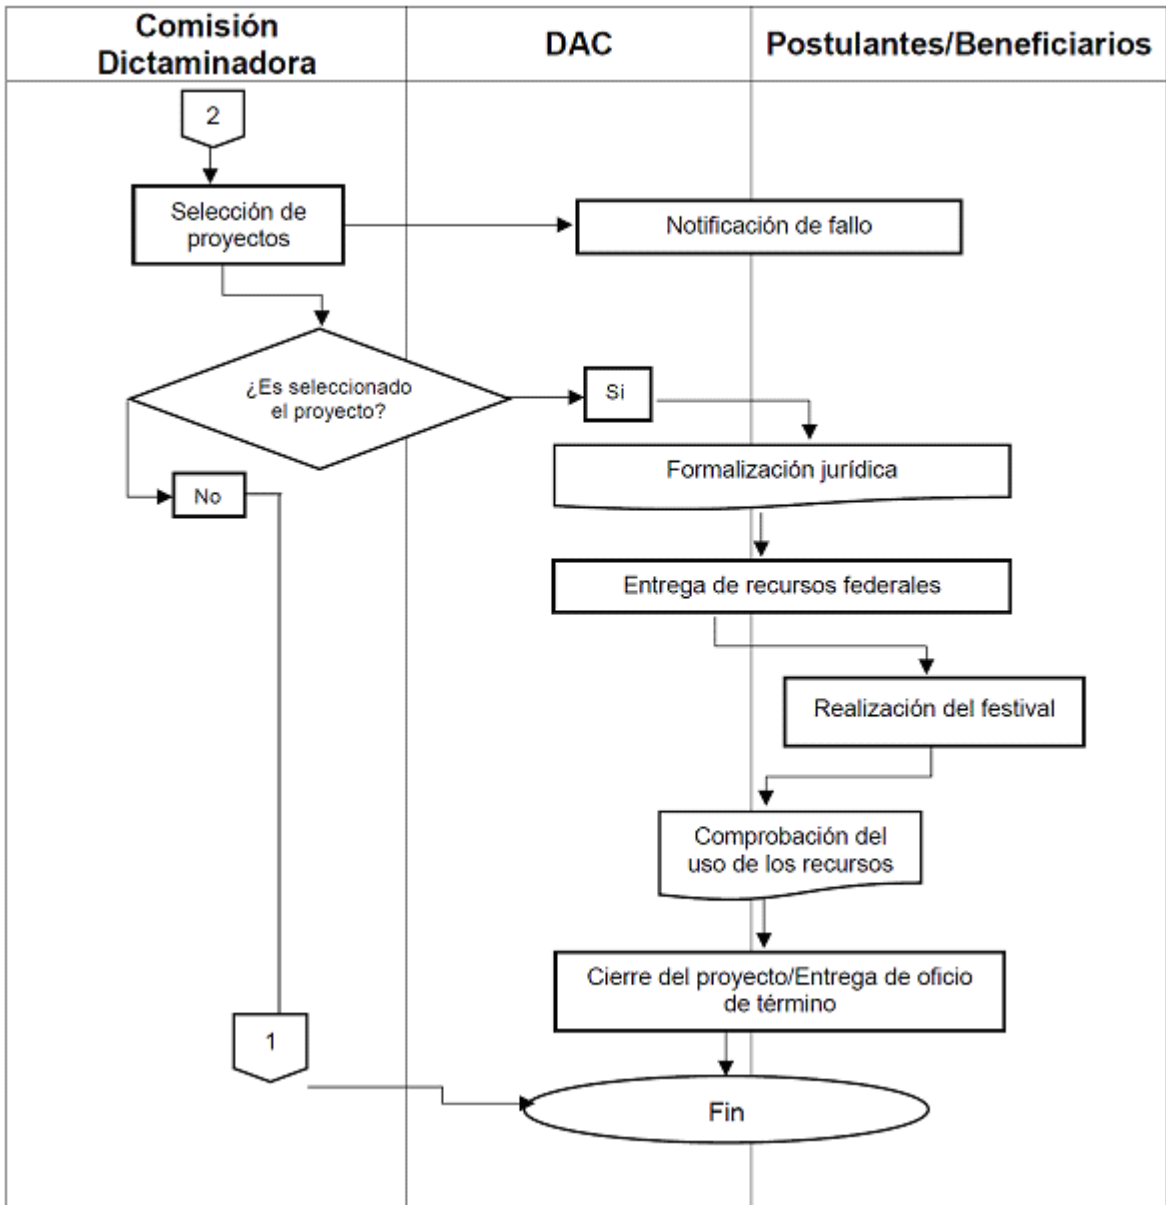 Comisión
Dictaminadora
DAC
Postulantes/Beneficiarios
2
Selección de
proyectos
Notificación de fallo
¿Es seleccionado
el proyecto?
Si
No
Formalización jurídica
Entrega de recursos federales
Realización del festival
Comprobación del
uso de los recursos
Cierre del proyecto/Entrega de oficio
de término
1
Fin